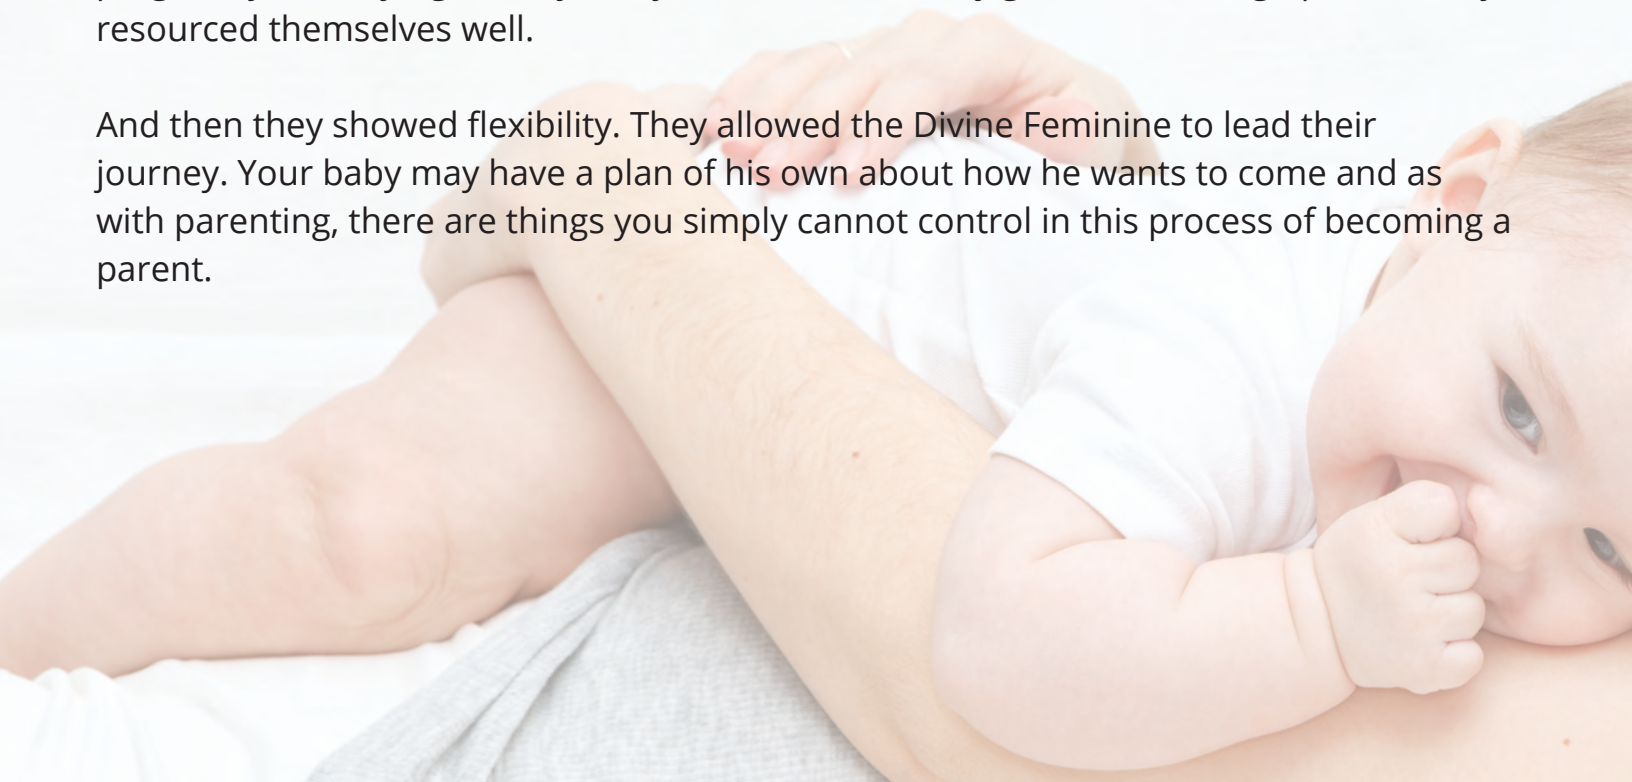 resourced themselves well.
And then they showed flexibility. They allowed the Divine Feminine to lead their
journey. Your baby may have a plan of his own about how he wants to come and as
with parenting, there are things you simply cannot control in this process of becoming a
parent.